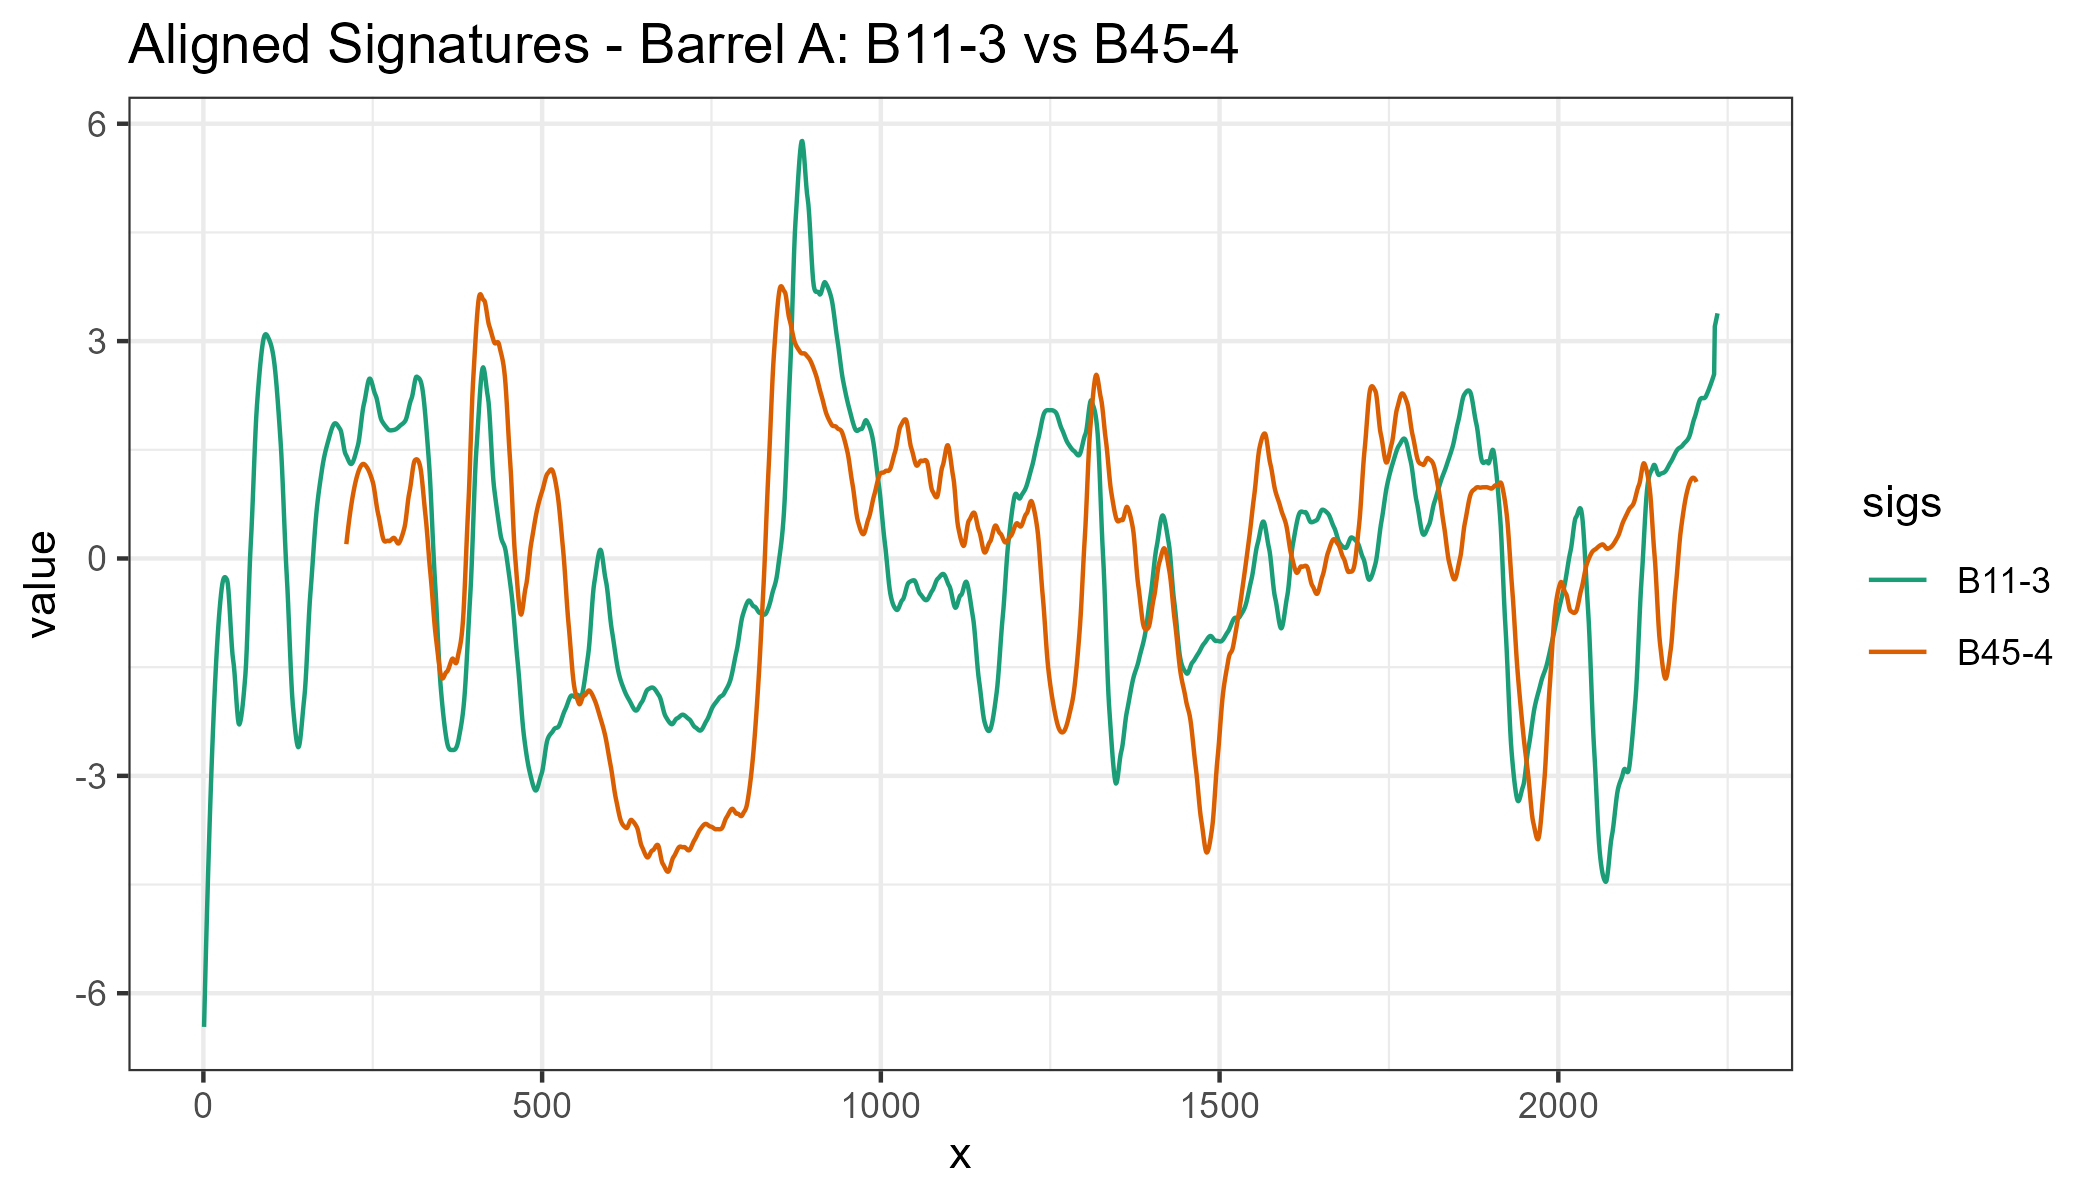 Aligned Signatures - Barrel A: B11-3 vs B45-4
6
3
0
-3
-6
value
0 500 1000 1500 2000
x
sigs
B11-3
B45-4